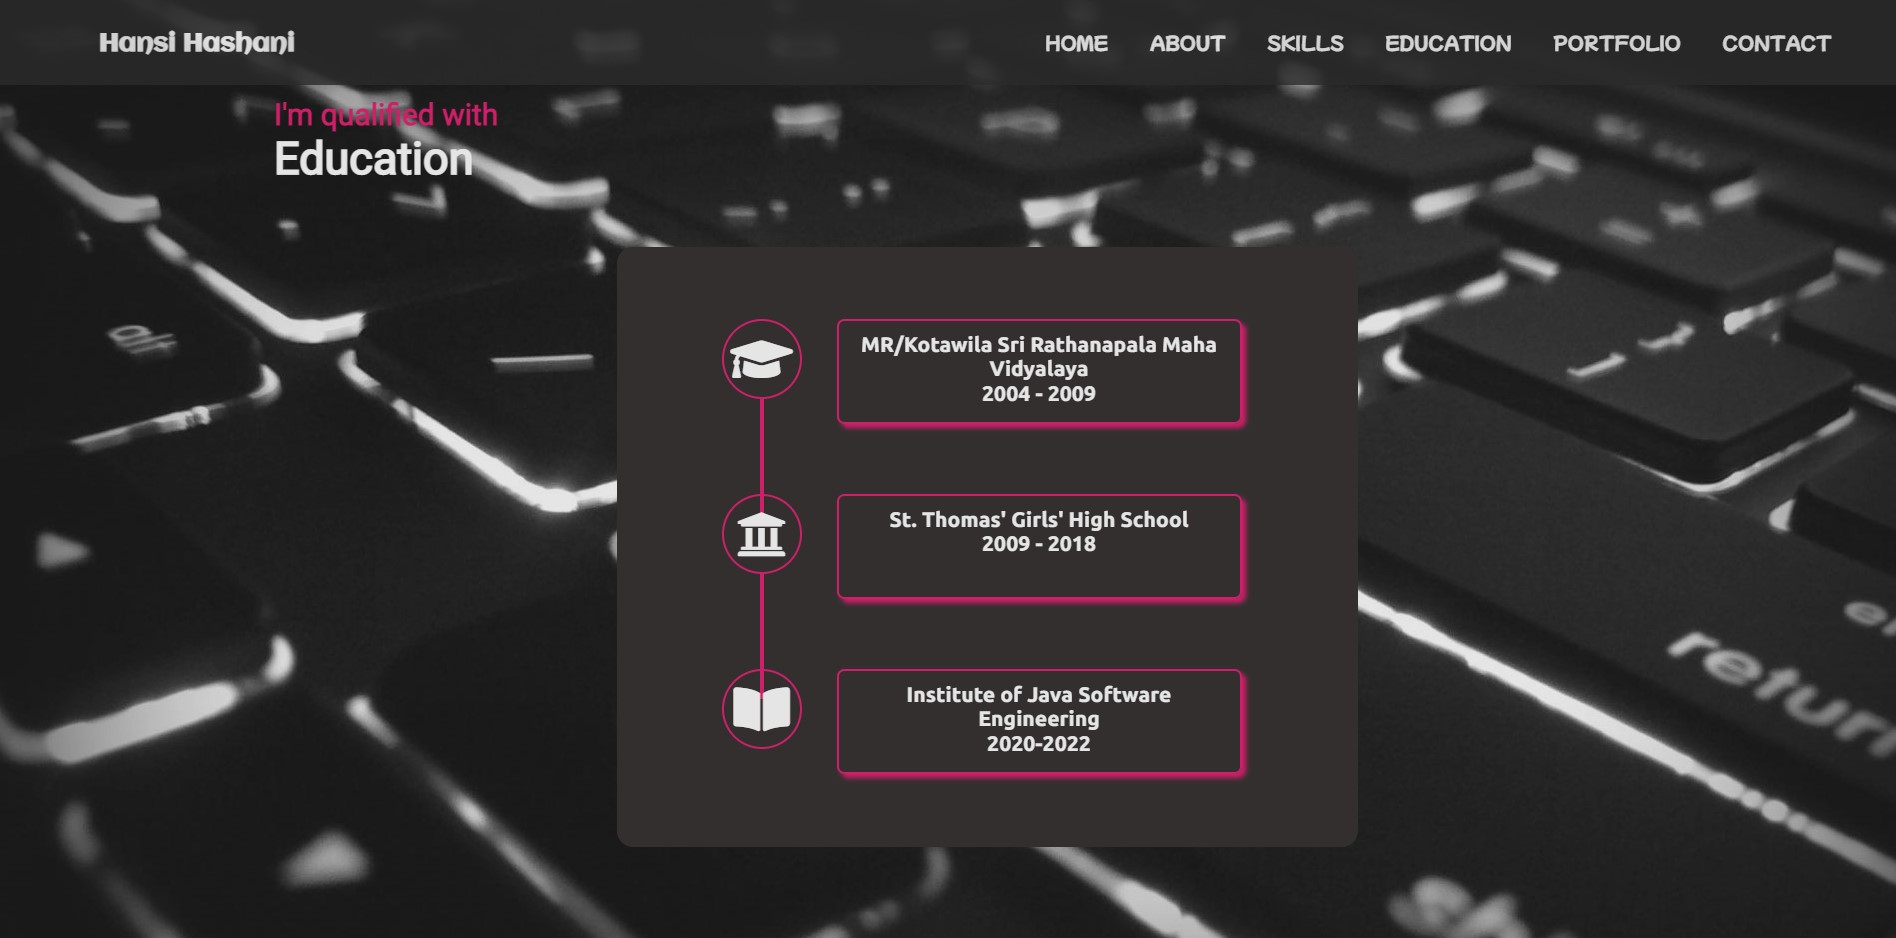 Hansi Hashani
HOME ABOUT SKILLS EDUCATION PORTFOLIO CONTACT
I'm qualified with
Education
MR/Kotawila Sri Rathanapala Maha
Vidyalaya
2004 - 2009
St. Thomas' Girls' High School
2009 - 2018
Institute of Java Software
Engineering
2020-2022
return